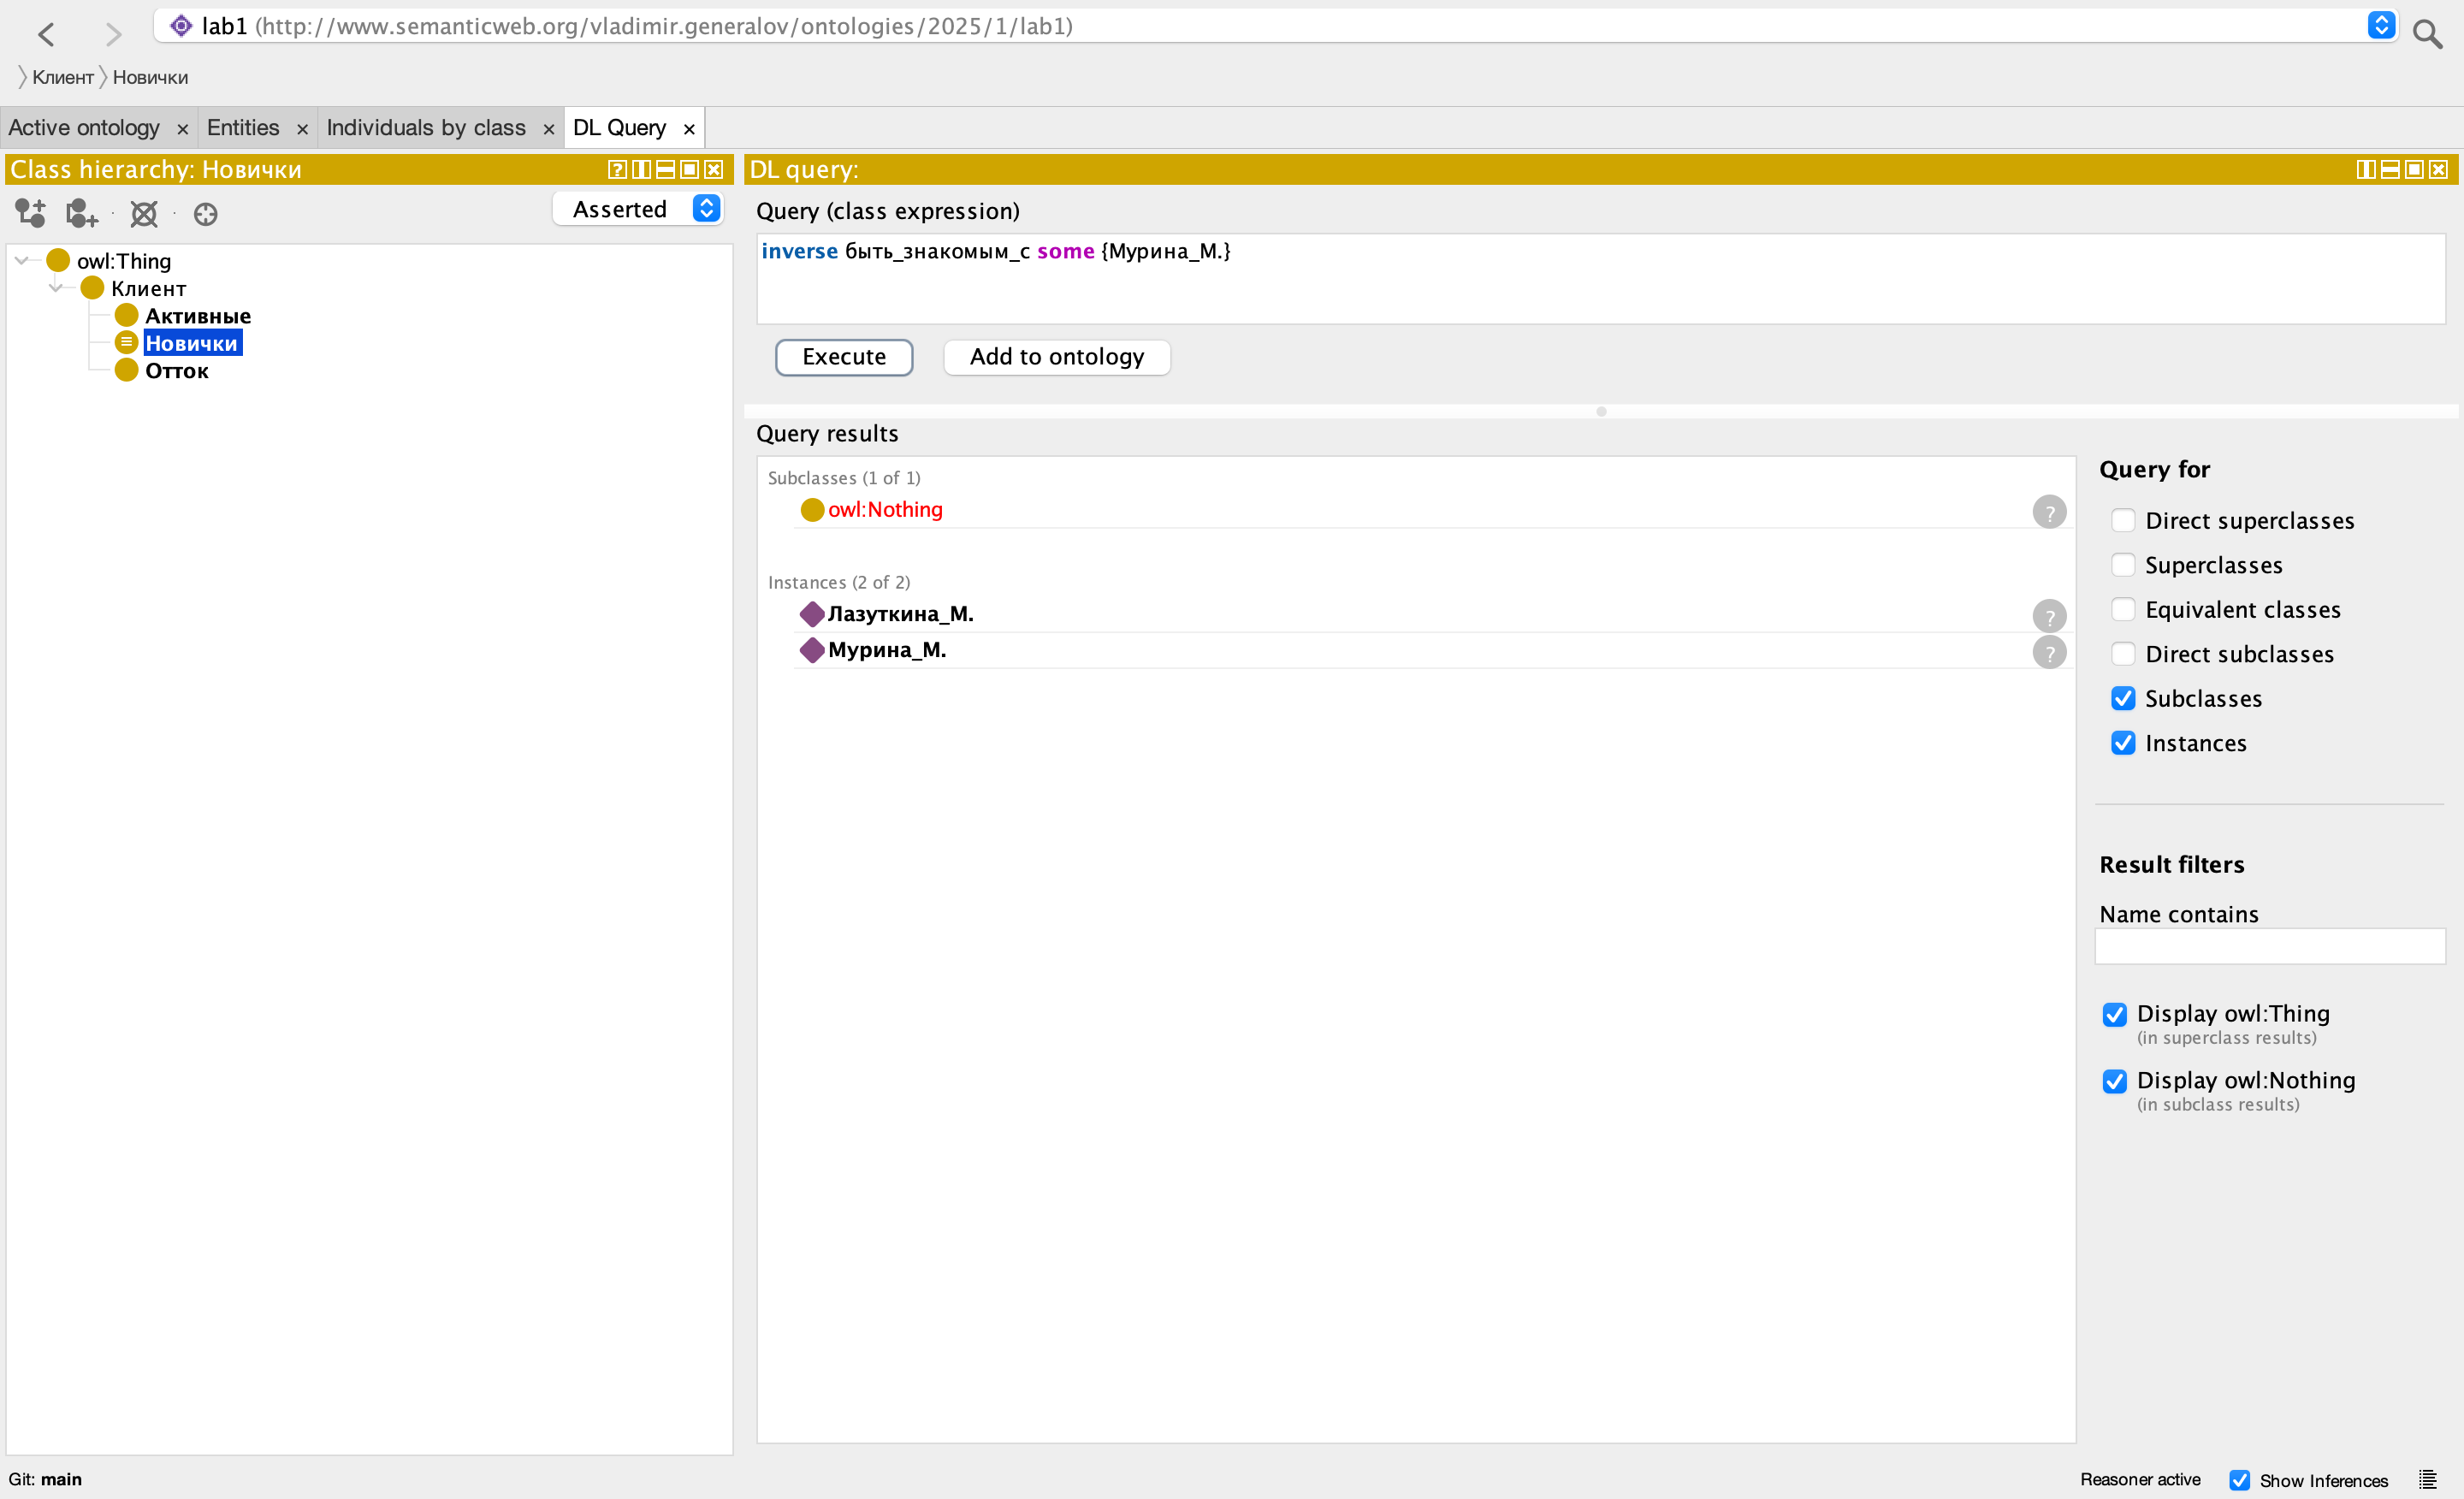 lab1 (http://www.semanticweb.org/vladimir.generalov/ontologies/2025/1/lab1)
Клиент Новички
Active ontology × Entities × Individuals by class × DL Query ×
Class hierarchy: Новички
Asserted
owl:Thing
Клиент
Активные
Новички
Отток
DL query:
Query (class expression)
inverse быть_знакомым_с some {Мурина_М.}
Execute Add to ontology
Query results
Subclasses (1 of 1)
owl:Nothing
?
Instances (2 of 2)
Лазуткина_М.
?
Мурина_М.
?
Query for
Direct superclasses
Superclasses
Equivalent classes
Direct subclasses
Subclasses
Instances
Result filters
Name contains
Display owl:Thing
(in superclass results)
Display owl:Nothing
(in subclass results)
Git: main
Reasoner active Show Inferences